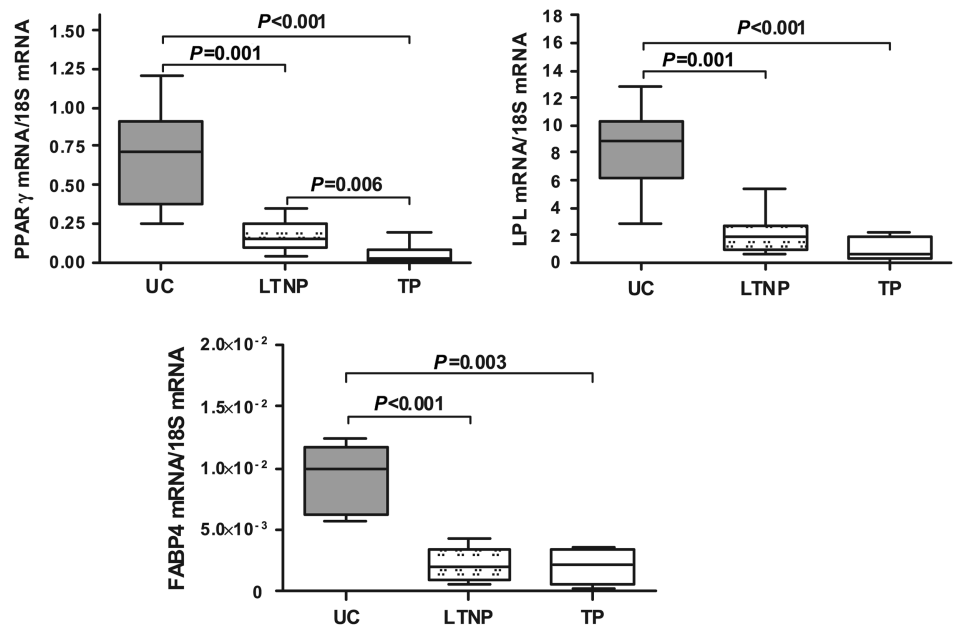 PPAR γ mRNA/18S mRNA
1.50
1.25
1.00
0.75
0.50
0.25
0.00
P<0.001
P=0.001
P=0.006
UC LTNP TP
LPL mRNA/18S mRNA
18
16
14
12
10
8
6
4
2
0
P<0.001
P=0.001
UC LTNP TP
FABP4 mRNA/18S mRNA
2.0×10⁻²
1.5×10⁻²
1.0×10⁻²
5.0×10⁻³
0
P=0.003
P<0.001
UC LTNP TP